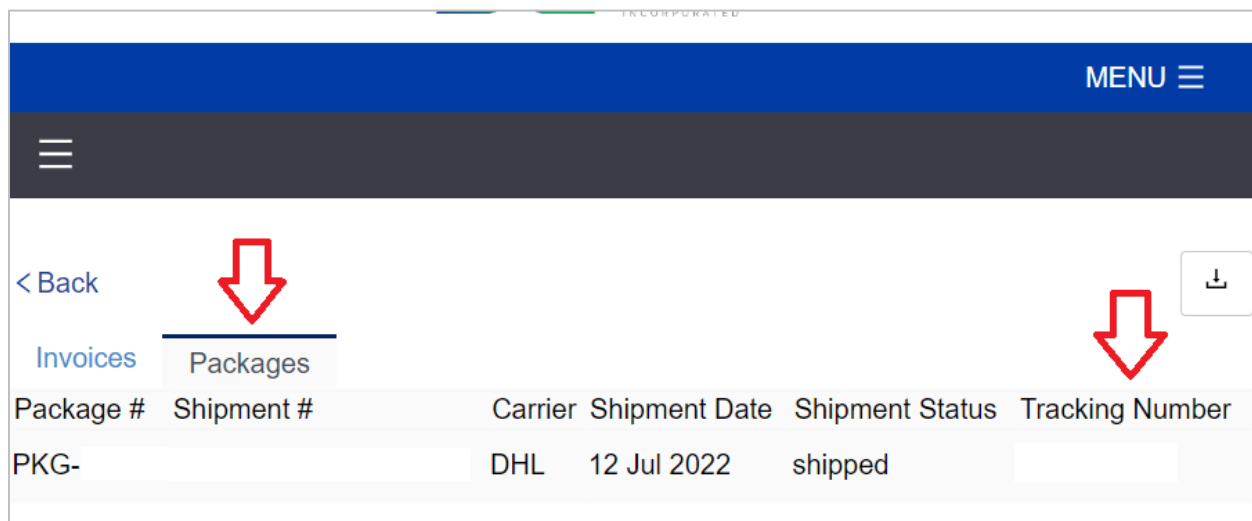 INCORPORATED
MENU
< Back
Invoices Packages
Package # Shipment # Carrier Shipment Date Shipment Status Tracking Number
PKG- DHL 12 Jul 2022 shipped